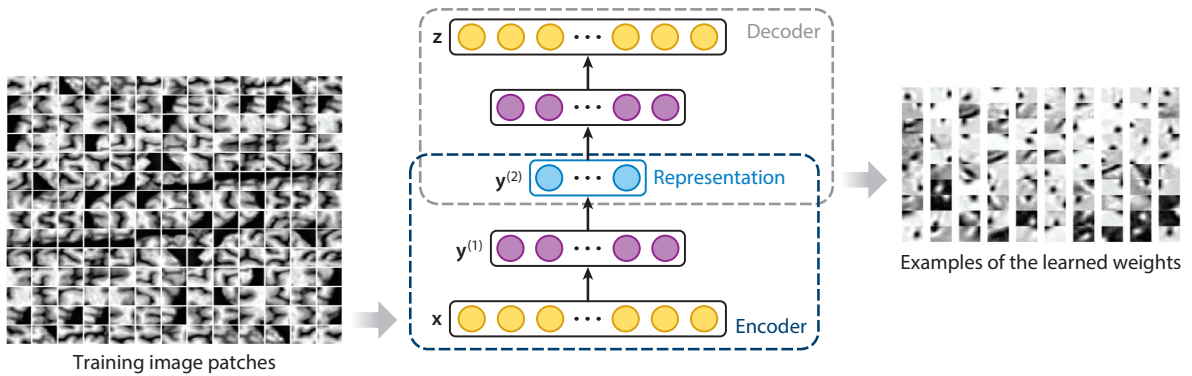 z
Decoder
y(2)
Representation
y(1)
x
Encoder
Training image patches
Examples of the learned weights